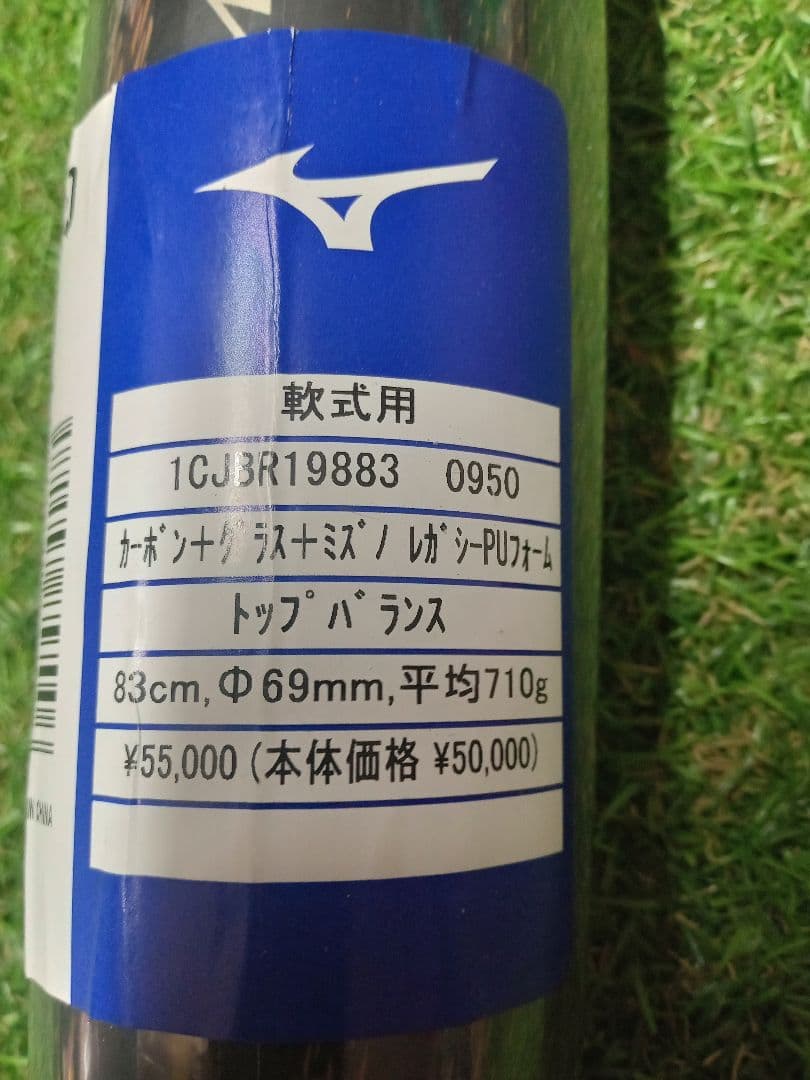 軟式用
1CJBR19883 0950
ｶｰﾎﾞﾝ+ｸﾞﾗｽ+ﾐｽﾞﾉ ﾚｶﾞｼｰPUﾌｫｰﾑ
ﾄｯﾌﾟﾊﾞﾗﾝｽ
83cm,Φ69mm,平均710g
¥55,000 (本体価格 ¥50,000)